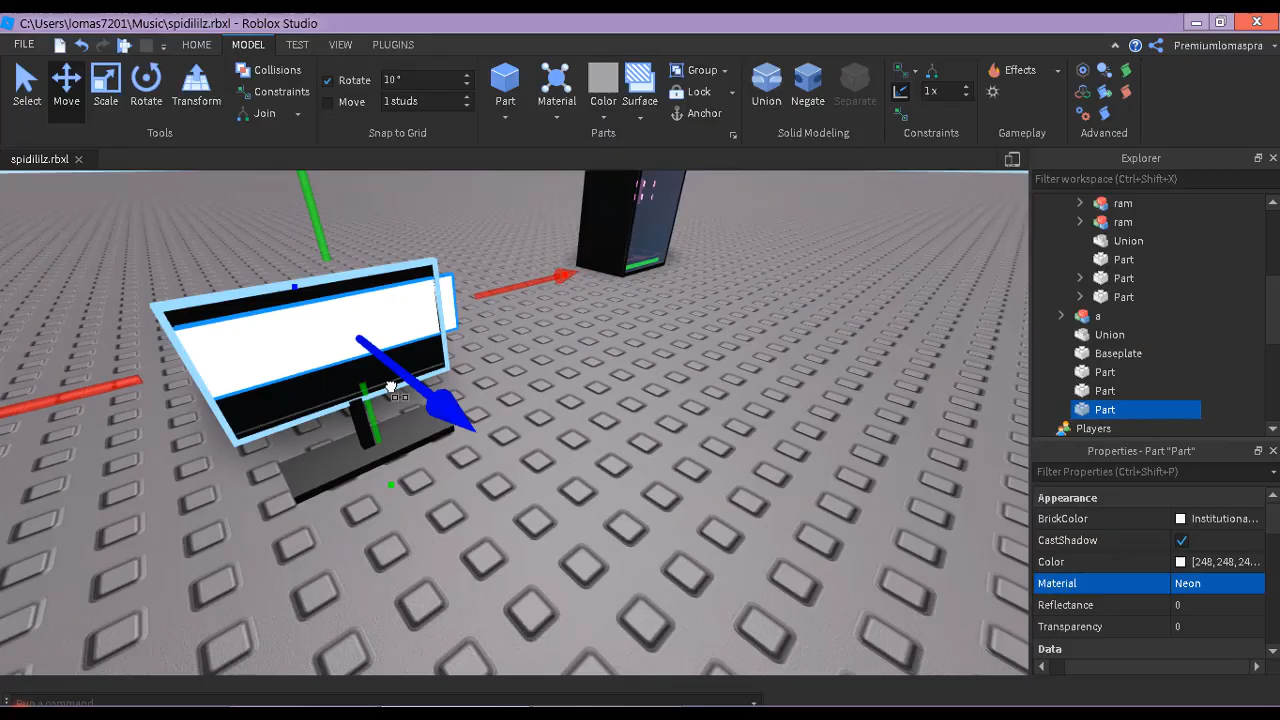 C:\Users\lomas7201\Music\spidililz.rbxl - Roblox Studio
FILE HOME MODEL TEST VIEW PLUGINS Premiumlomaspra
Select Move Scale Rotate Transform Collisions Constraints Join
Rotate 10° Move 1 studs
Part Material Color Surface Group Lock Anchor
Union Negate Separate 1 x Effects
Tools Snap to Grid Parts Solid Modeling Constraints Gameplay Advanced
spidililz.rbxl
Explorer
Filter workspace (Ctrl+Shift+X)
ram
ram
Union
Part
Part
Part
a
Union
Baseplate
Part
Part
Part
Players
Properties - Part "Part"
Filter Properties (Ctrl+Shift+P)
Appearance
BrickColor Instituciona...
CastShadow
Color [248, 248, 24...
Material Neon
Reflectance 0
Transparency 0
Data
Run a command